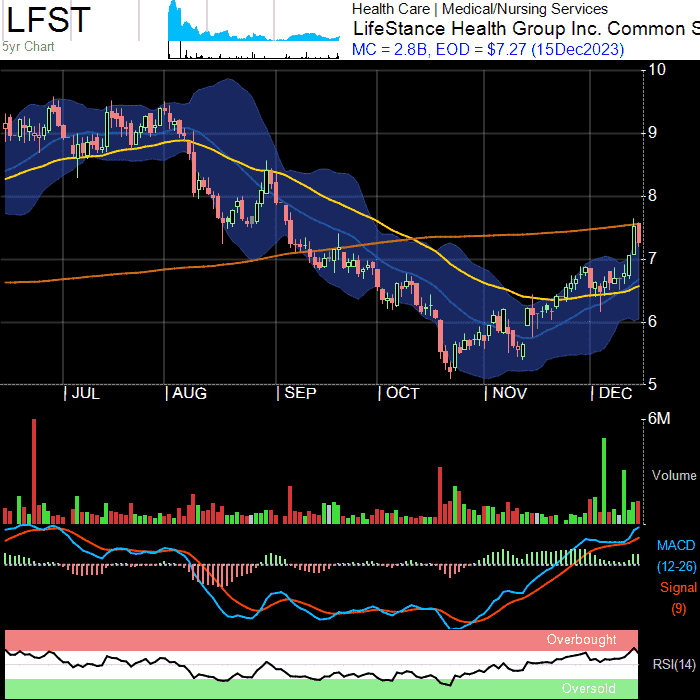 LFST
5yr Chart
Health Care | Medical/Nursing Services
LifeStance Health Group Inc. Common S
MC = 2.8B, EOD = $7.27 (15Dec2023)
10
9
8
7
6
5
JUL
AUG
SEP
OCT
NOV
DEC
6M
Volume
MACD
(12-26)
Signal
(9)
Overbought
RSI(14)
Oversold